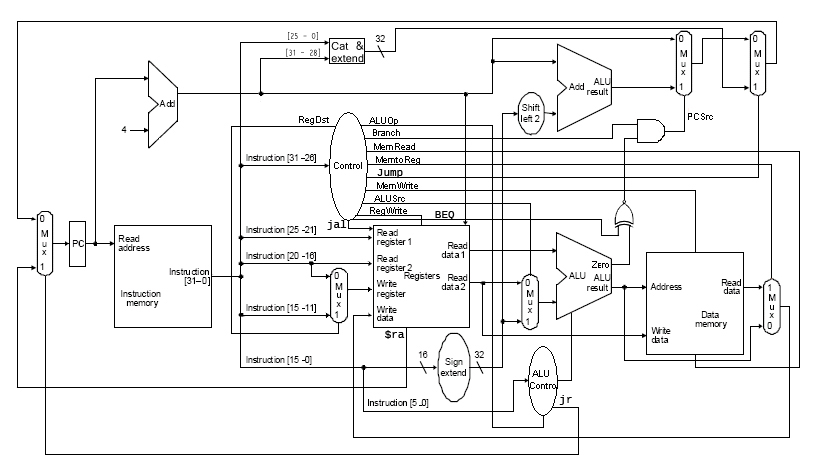 [25 - 0]
[31 - 28]
Cat &
extend
32
0
M
u
x
1
0
M
u
x
1
Add
4
Add
ALU
result
Shift
left 2
PCSrc
RegDst
ALUOp
Branch
MemRead
MemtoReg
Jump
MemWrite
ALUSrc
RegWrite
BEQ
Control
jal
Instruction [31-26]
Instruction [25-21]
Instruction [20-16]
Instruction [15-11]
Instruction [15-0]
Instruction [5_0]
0
M
u
x
1
PC
Read
address
Instruction
[31-0]
Instruction
memory
0
M
u
x
1
Read
register 1
Read
register_2
Registers
Write
register
Write
data
Read
data 1
Read
data 2
$ra
0
M
u
x
1
Zero
ALU
ALU
result
Address
Read
data
Data
memory
Write
data
1
M
u
x
0
16
Sign
extend
32
ALU
Control
jr